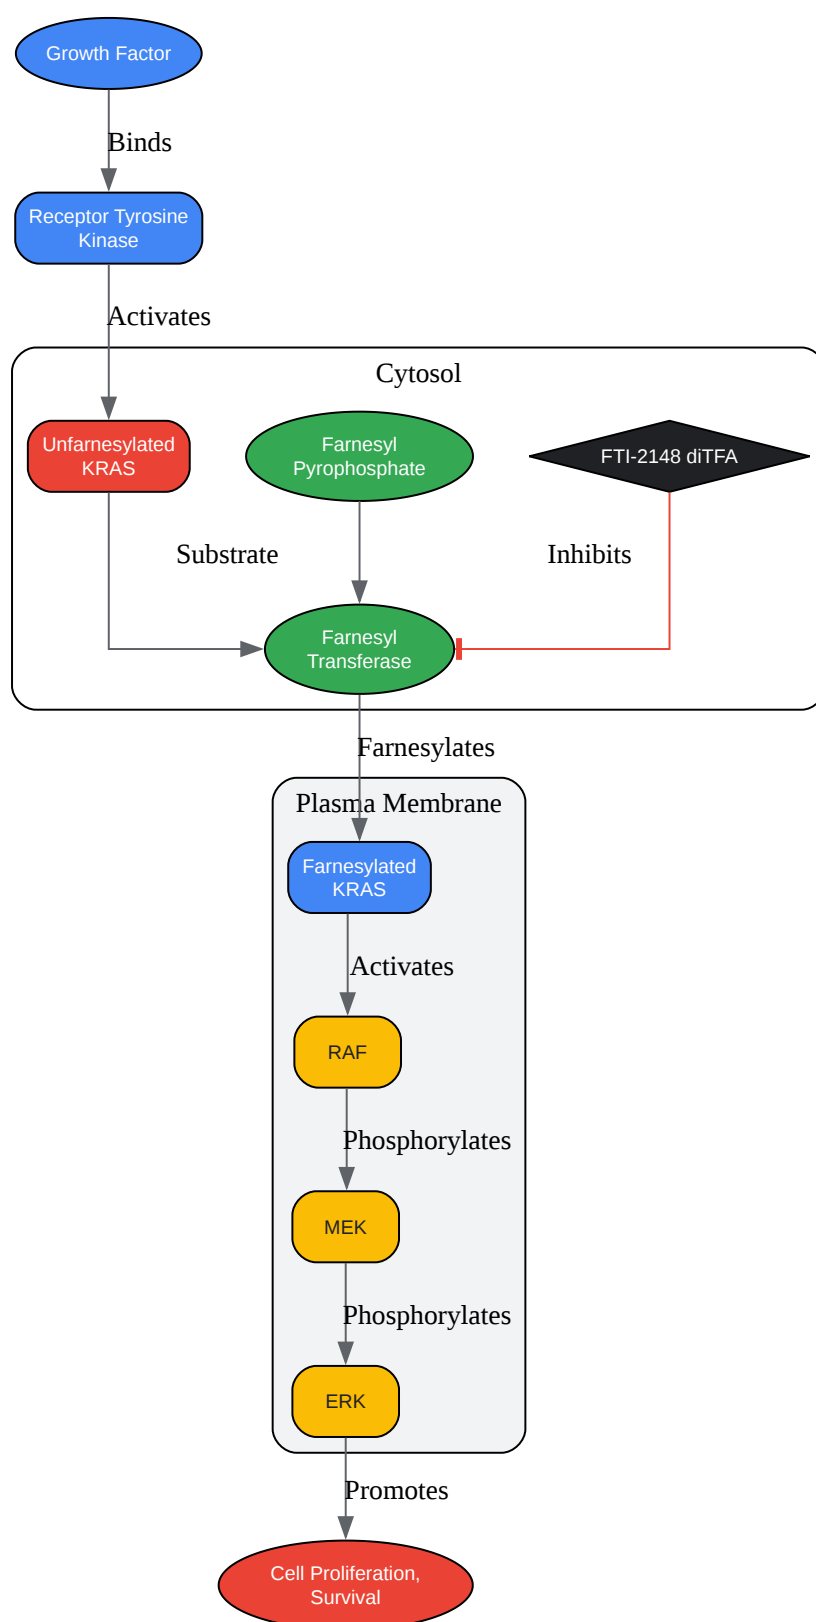 Growth Factor
Binds
Receptor Tyrosine
Kinase
Activates
Cytosol
Unfarnesylated
KRAS
Farnesyl
Pyrophosphate
FTI-2148 diTFA
Substrate
Inhibits
Farnesyl
Transferase
Farnesylates
Plasma Membrane
Farnesylated
KRAS
Activates
RAF
Phosphorylates
MEK
Phosphorylates
ERK
Promotes
Cell Proliferation,
Survival